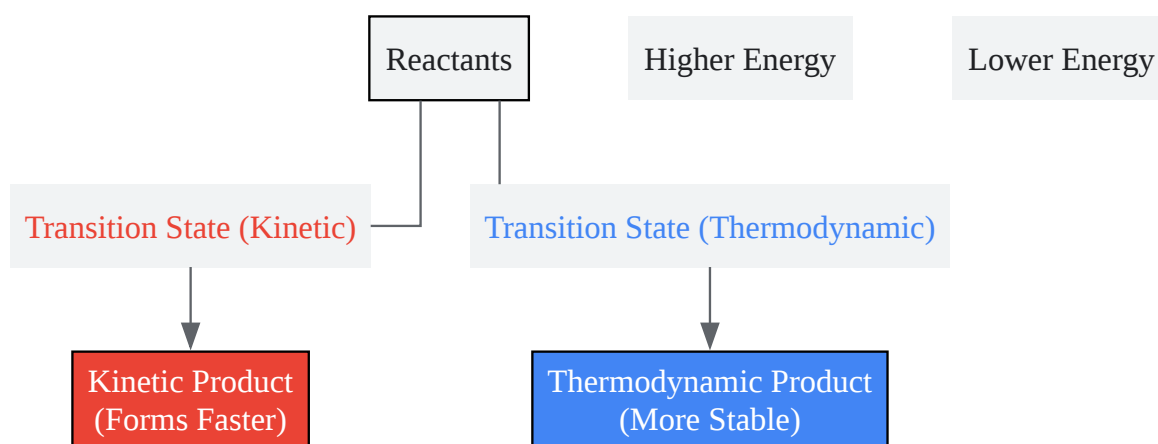 Reactants
Higher Energy
Lower Energy
Transition State (Kinetic)
Transition State (Thermodynamic)
Kinetic Product
(Forms Faster)
Thermodynamic Product
(More Stable)